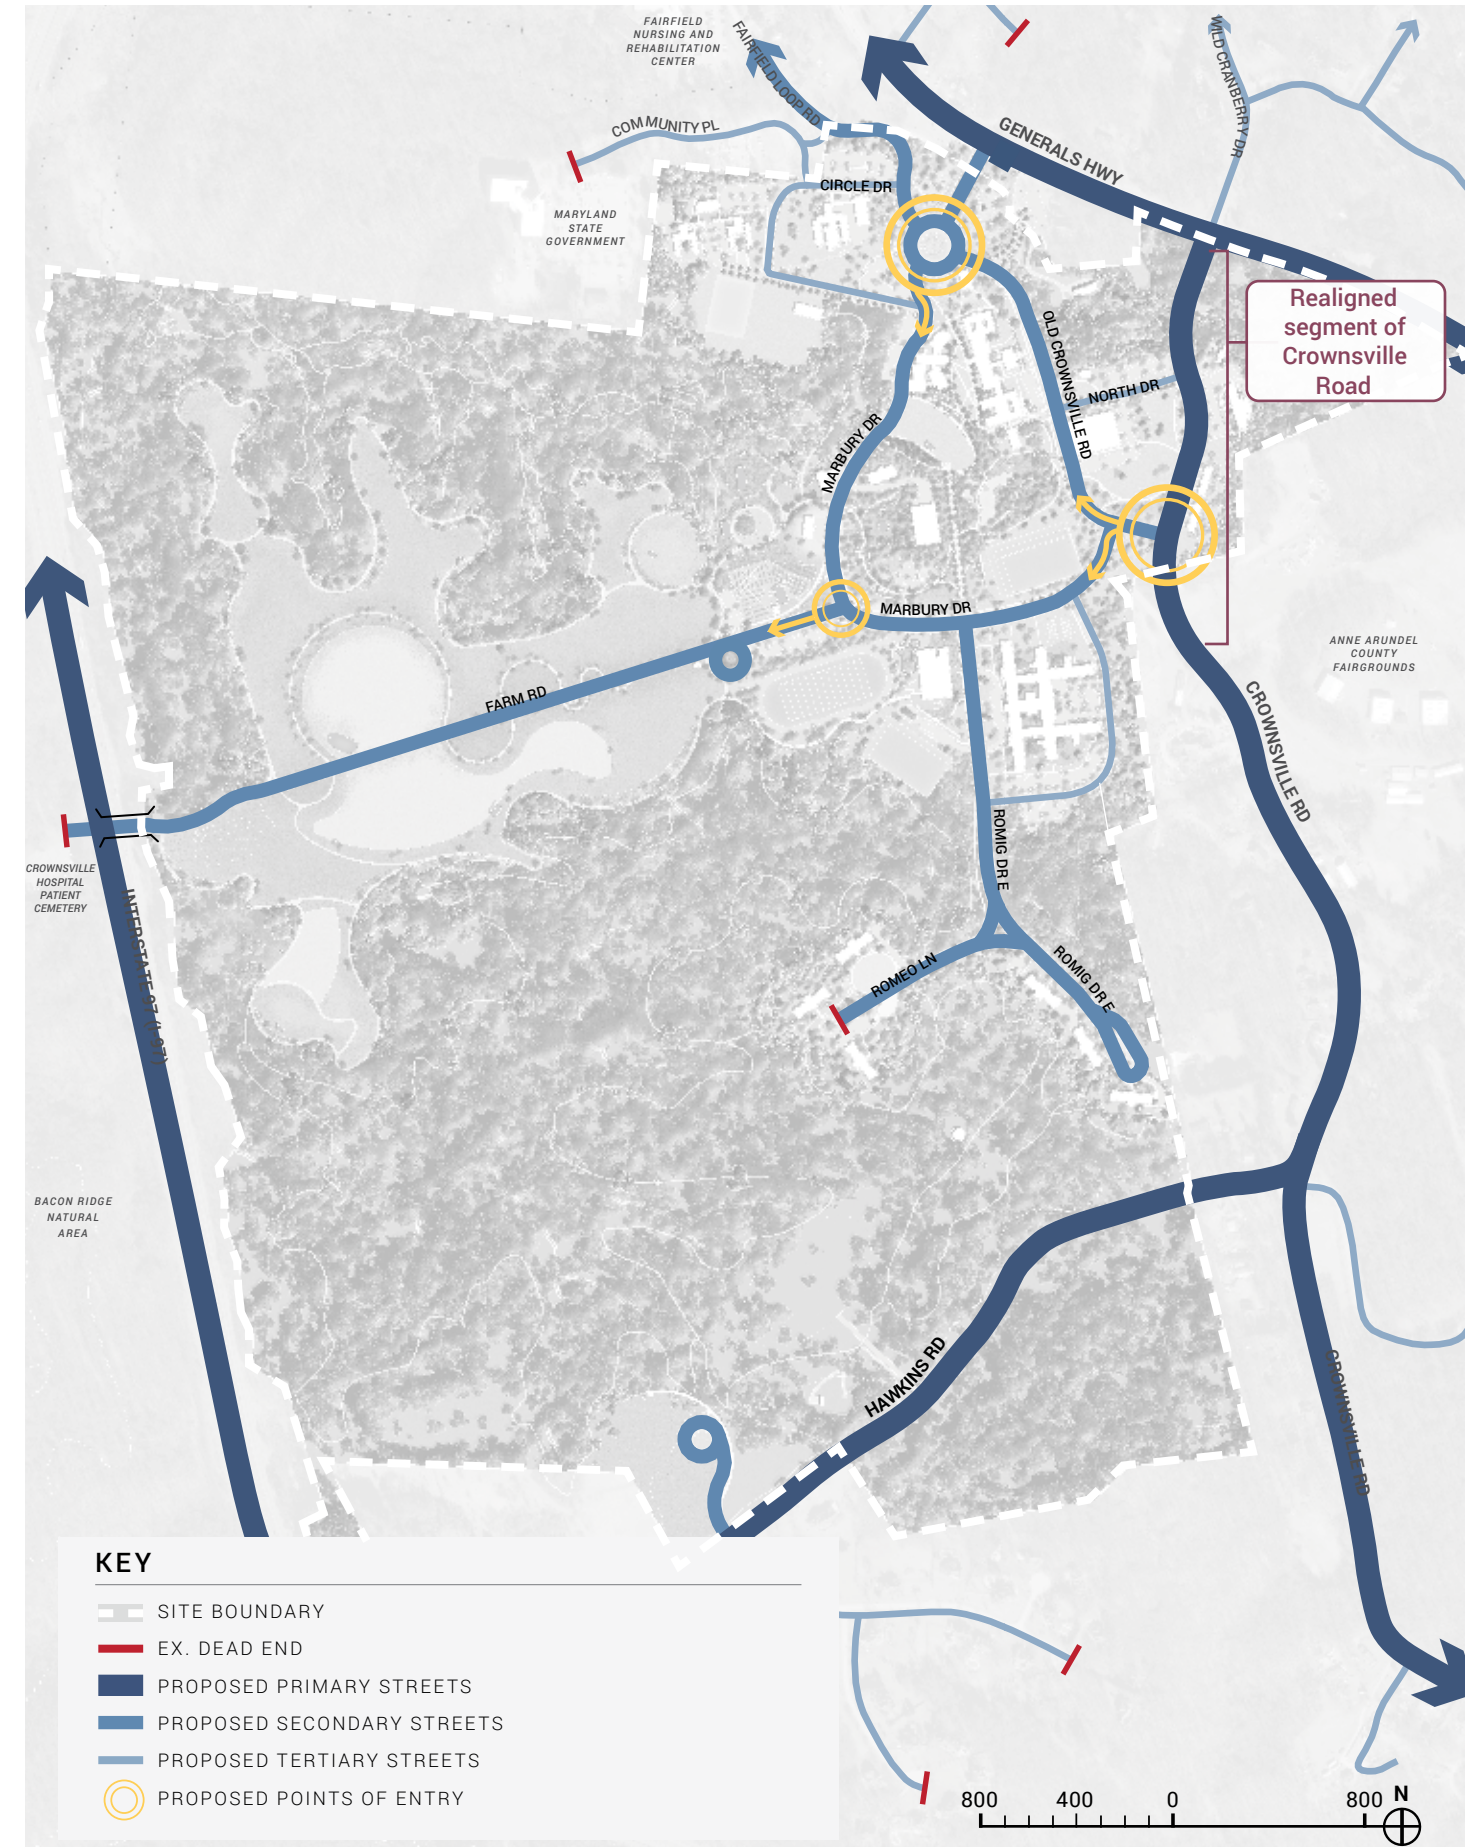 FAIRFIELD
NURSING AND
REHABILITATION
CENTER
FAIRFIELD LOOP RD
WILD CRANBERRY DR
COMMUNITY PL
GENERALS HWY
CIRCLE DR
MARYLAND
STATE
GOVERNMENT
Realigned
segment of
Crownsville
Road
OLD CROWNSVILLE RD
NORTH DR
MARBURY DR
MARBURY DR
ANNE ARUNDEL
COUNTY
FAIRGROUNDS
FARM RD
CROWNSVILLE RD
CROWNSVILLE
HOSPITAL
PATIENT
CEMETERY
INTERSTATE 97 (I-97)
ROMIG DR E
ROMEO LN
ROMIG DR E
BACON RIDGE
NATURAL
AREA
HAWKINS RD
CROWNSVILLE RD
KEY
SITE BOUNDARY
EX. DEAD END
PROPOSED PRIMARY STREETS
PROPOSED SECONDARY STREETS
PROPOSED TERTIARY STREETS
PROPOSED POINTS OF ENTRY
800 400 0 800 N